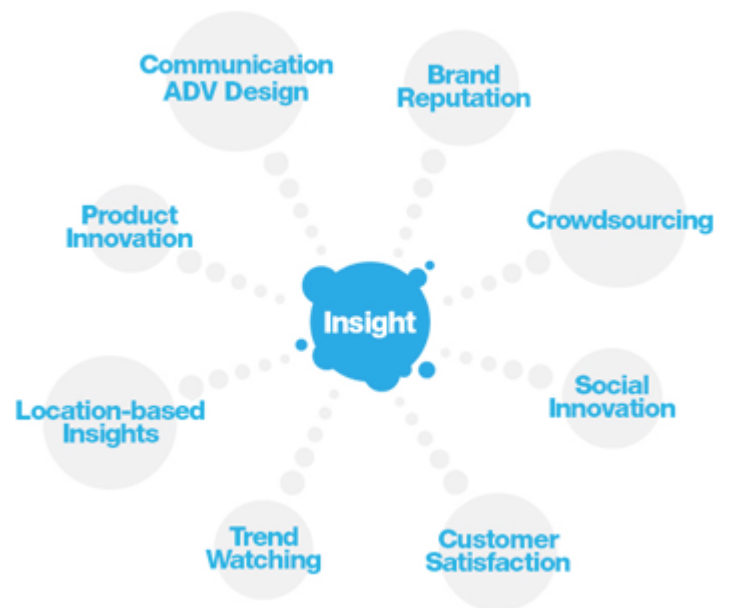 Communication
ADV Design
Brand
Reputation
Product
Innovation
Crowdsourcing
Insight
Location-based
Insights
Social
Innovation
Trend
Watching
Customer
Satisfaction